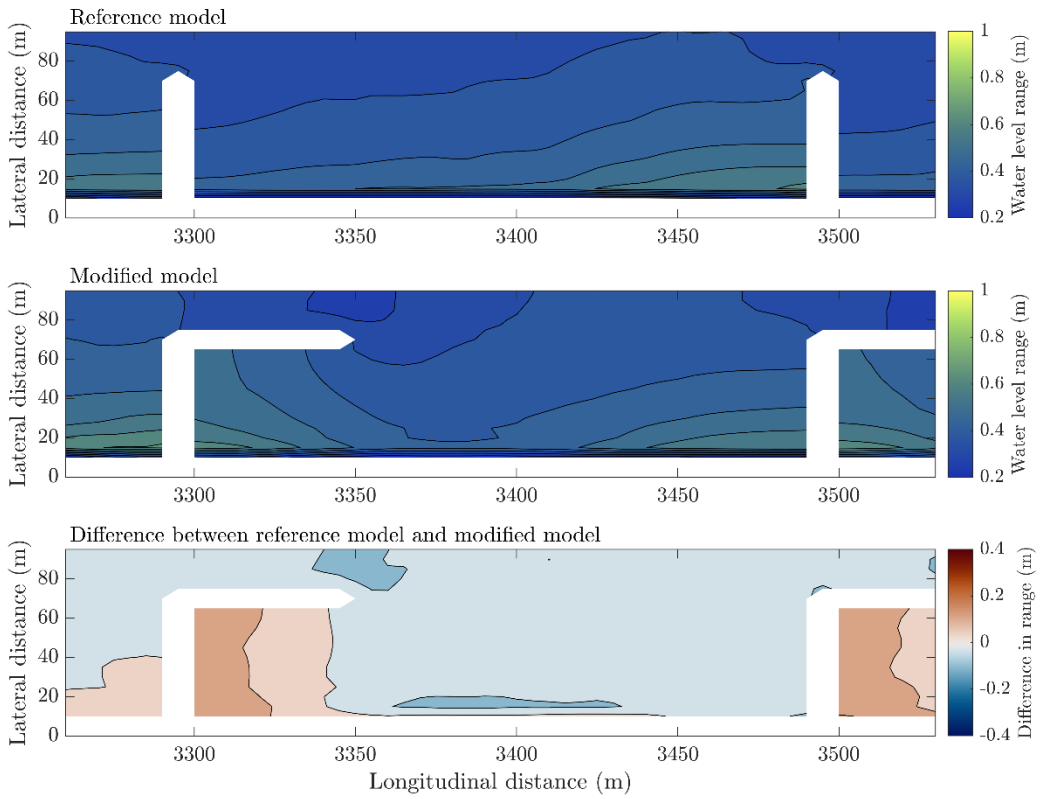 Reference model
Lateral distance (m)
80
60
40
20
0
3300 3350 3400 3450 3500
1
0.8
0.6
0.4
0.2
Water level range (m)
Modified model
Lateral distance (m)
80
60
40
20
0
3300 3350 3400 3450 3500
1
0.8
0.6
0.4
0.2
Water level range (m)
Difference between reference model and modified model
Lateral distance (m)
80
60
40
20
0
3300 3350 3400 3450 3500
Longitudinal distance (m)
0.4
0.2
0
-0.2
-0.4
Difference in range (m)